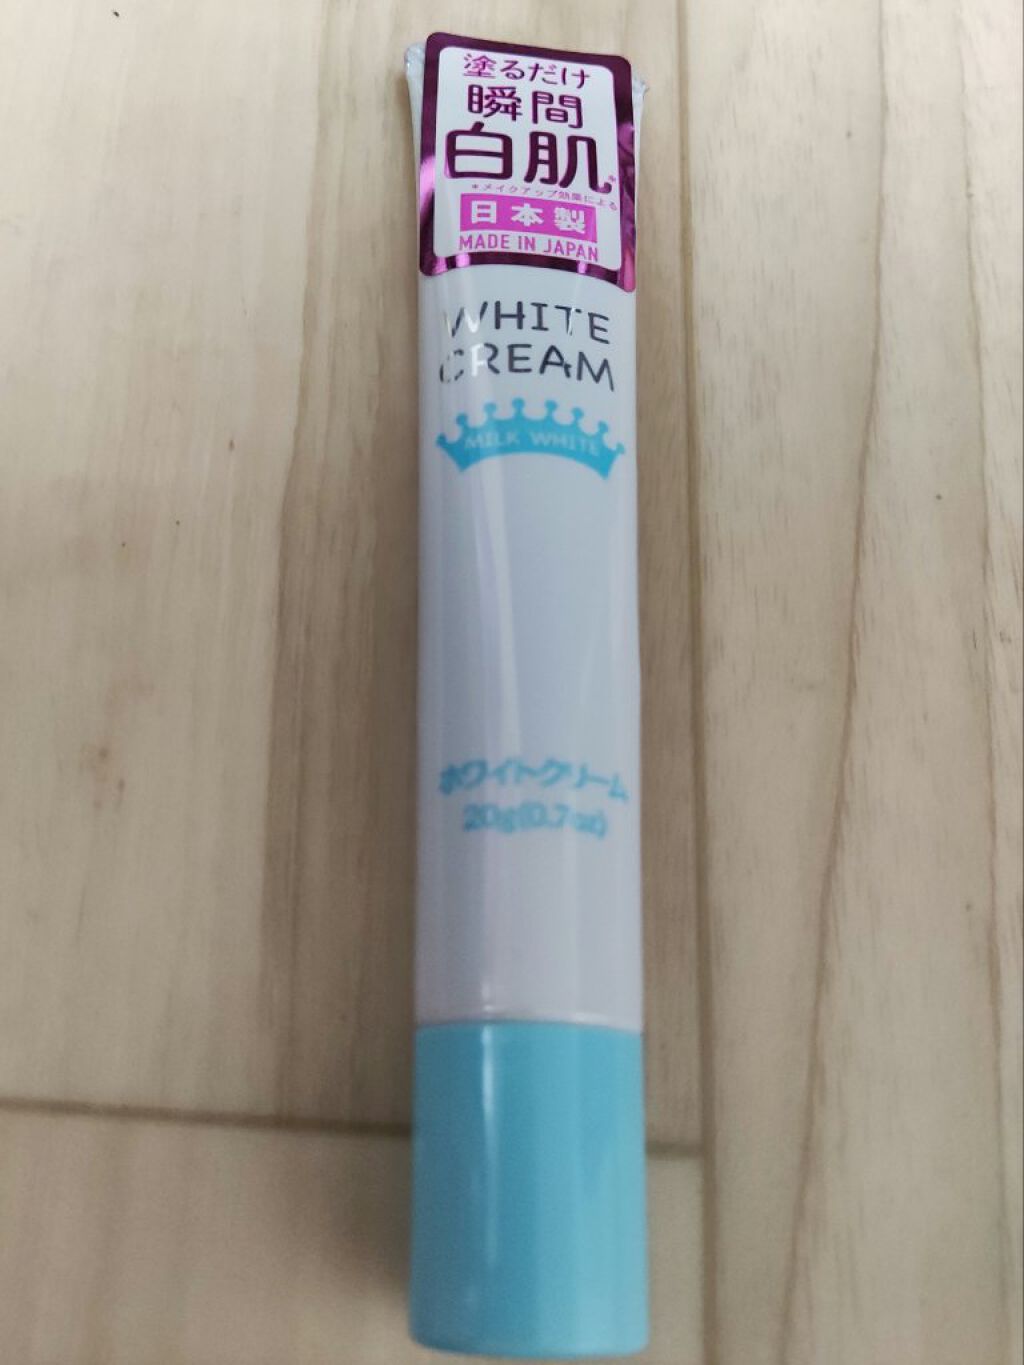 塗るだけ
瞬間
白肌*
*メイクアップ効果による
日本製
MADE IN JAPAN
WHITE
CREAM
MILK WHITE
ホワイトクリーム
20g(0.7oz)